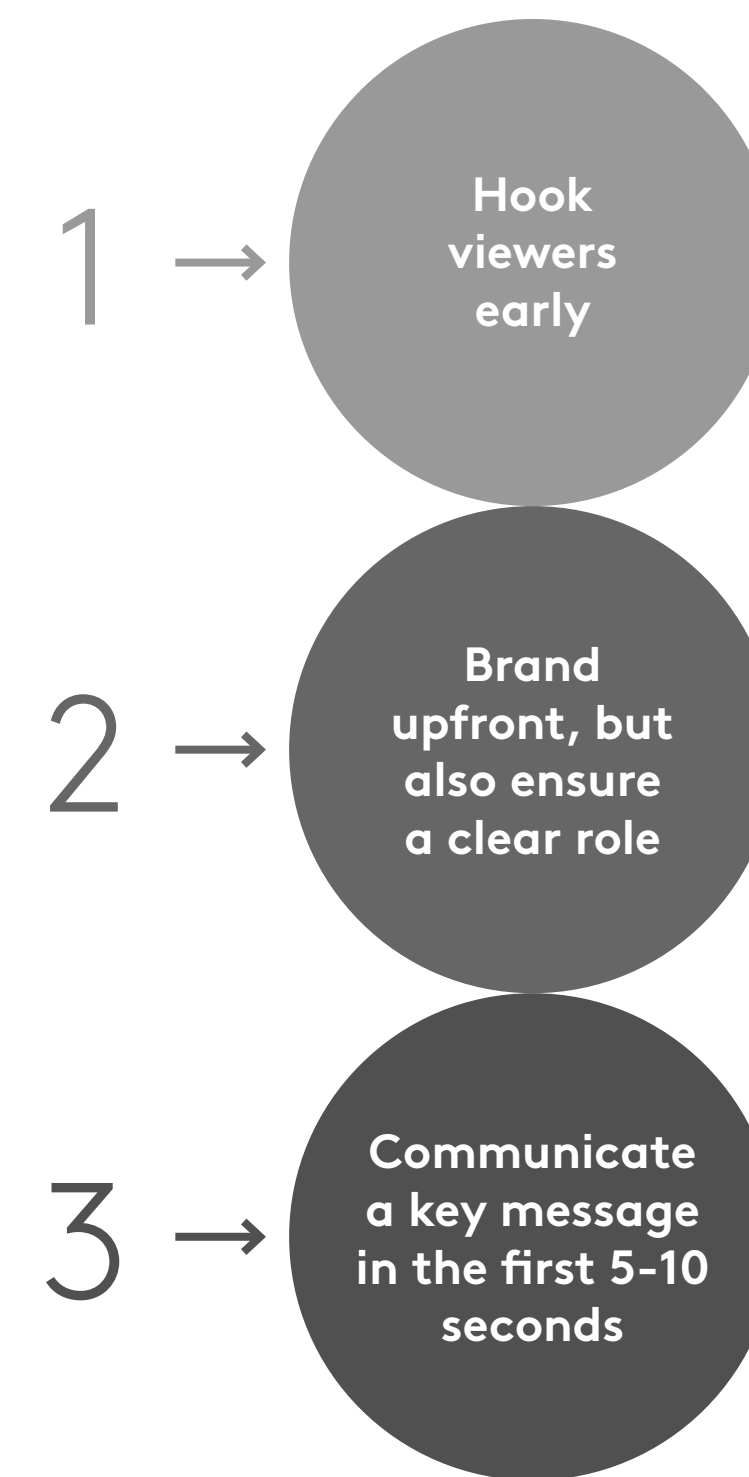 1
Hook
viewers
early
2
Brand
upfront, but
also ensure
a clear role
3
Communicate
a key message
in the first 5-10
seconds